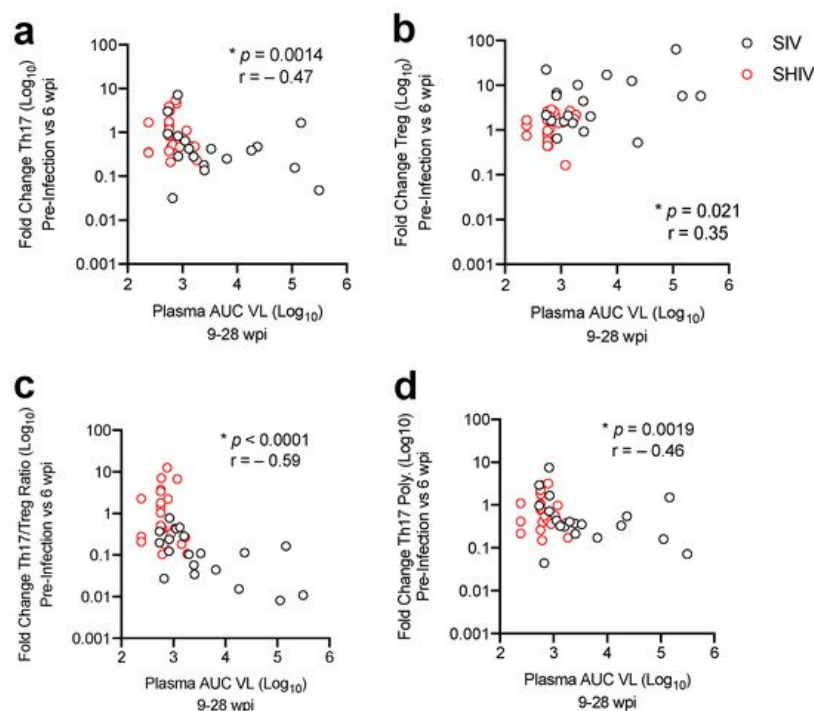 a
* p = 0.0014
r = – 0.47
Fold Change Th17 (Log10)
Pre-Infection vs 6 wpi
100
10
1
0.1
0.01
0.001
2 3 4 5 6
Plasma AUC VL (Log10)
9-28 wpi
b
SIV
SHIV
* p = 0.021
r = 0.35
Fold Change Treg (Log10)
Pre-Infection vs 6 wpi
100
10
1
0.1
0.01
0.001
2 3 4 5 6
Plasma AUC VL (Log10)
9-28 wpi
c
* p < 0.0001
r = – 0.59
Fold Change Th17/Treg Ratio (Log10)
Pre-Infection vs 6 wpi
100
10
1
0.1
0.01
0.001
2 3 4 5 6
Plasma AUC VL (Log10)
9-28 wpi
d
* p = 0.0019
r = – 0.46
Fold Change Th17 Poly. (Log10)
Pre-Infection vs 6 wpi
100
10
1
0.1
0.01
0.001
2 3 4 5 6
Plasma AUC VL (Log10)
9-28 wpi